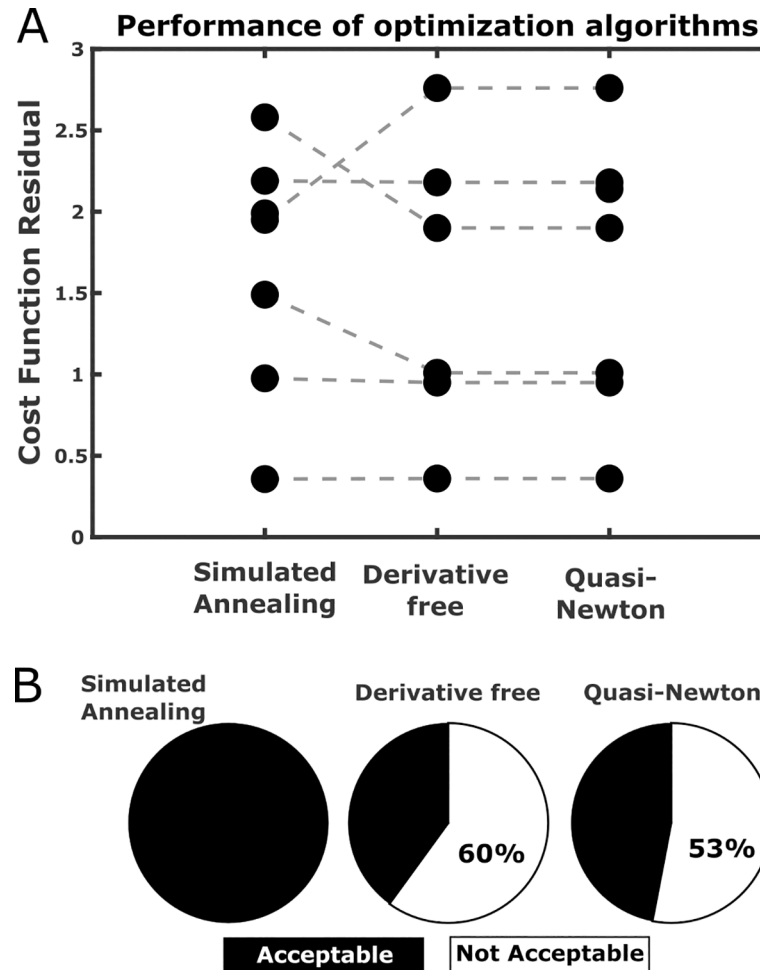 A
Performance of optimization algorithms
Cost Function Residual
3
2.5
2
1.5
1
0.5
0
Simulated
Annealing
Derivative
free
Quasi-
Newton
B
Simulated
Annealing
Derivative free
Quasi-Newton
60%
53%
Acceptable
Not Acceptable